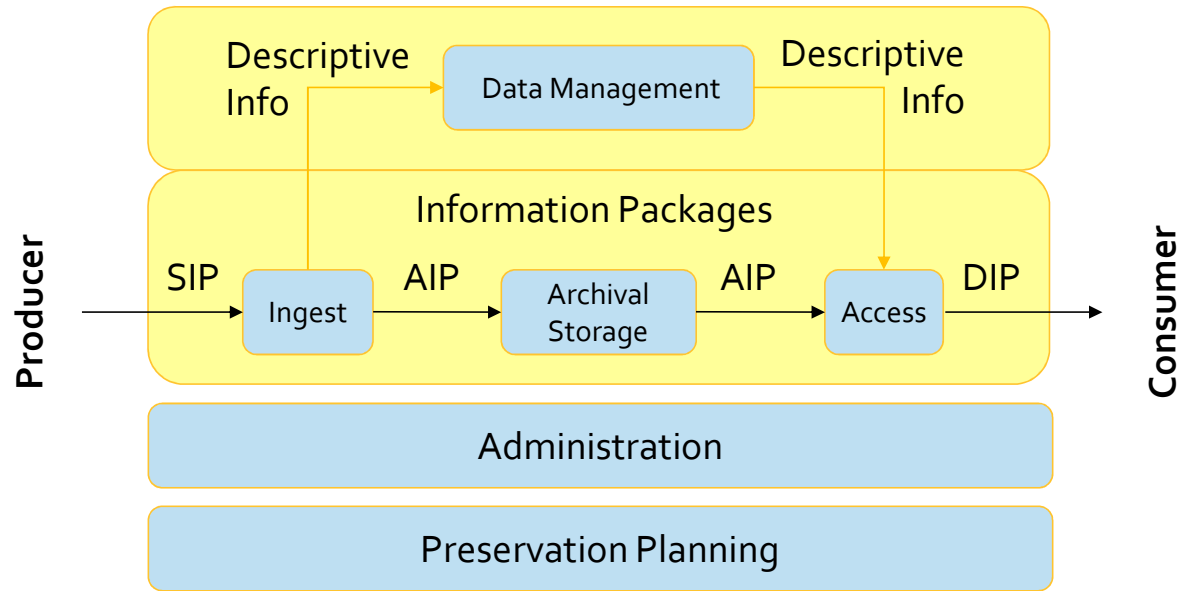 Descriptive
Info
Data Management
Descriptive
Info
Information Packages
Producer
SIP
Ingest
AIP
Archival
Storage
AIP
Access
DIP
Consumer
Administration
Preservation Planning